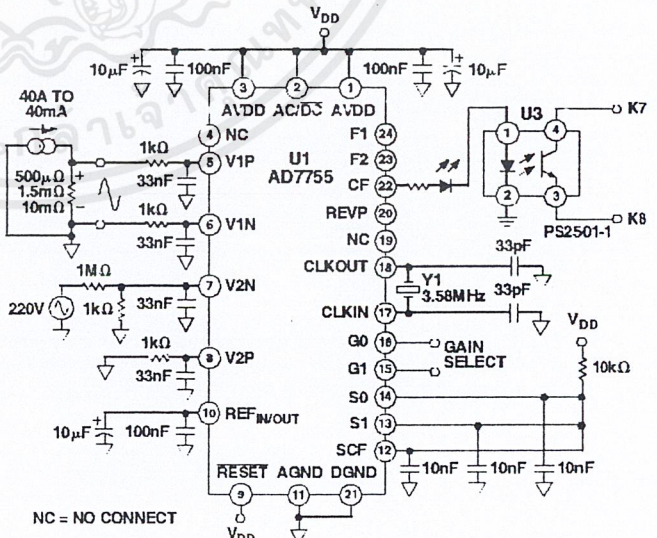 VDD
10μF
100nF
100nF
10μF
3
2
1
AVDD AC/DC AVDD
40A TO
40mA
4 NC
U1
AD7755
F1 24
F2 23
CF 22
REVP 20
NC 19
CLKOUT 18
CLKIN 17
G0 16
G1 15
S0 14
S1 13
SCF 12
1kΩ
5 V1P
33nF
500μΩ
1.5mΩ
10mΩ
+
−
1kΩ
6 V1N
33nF
1MΩ
7 V2N
220V
1kΩ
33nF
1kΩ
8 V2P
33nF
10 REFIN/OUT
10μF
100nF
RESET AGND DGND
9
11
21
VDD
NC = NO CONNECT
U3
1
4
2
3
K7
K8
PS2501-1
33pF
Y1
3.58MHz
33pF
GAIN
SELECT
VDD
10kΩ
10nF
10nF
10nF